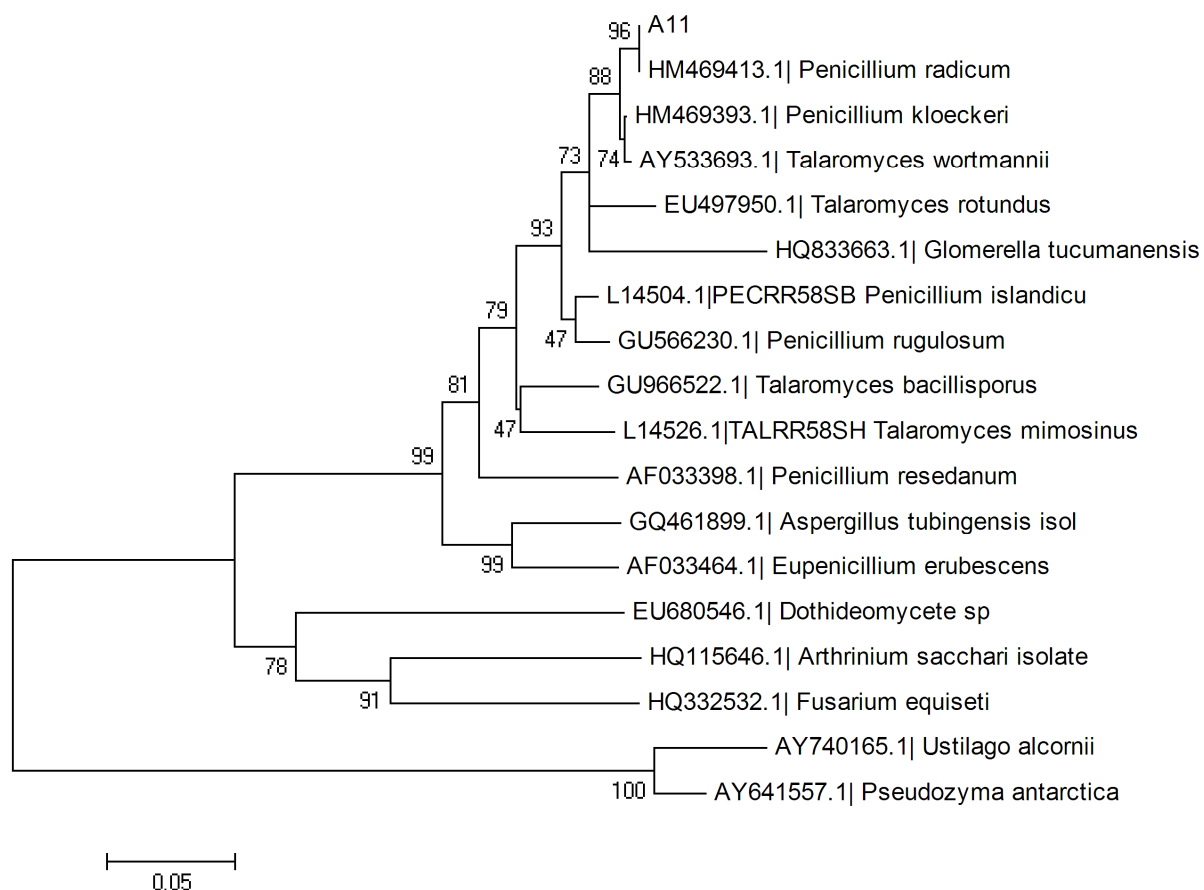 A11
96
HM469413.1| Penicillium radicum
88
HM469393.1| Penicillium kloeckeri
73
74
AY533693.1| Talaromyces wortmannii
EU497950.1| Talaromyces rotundus
93
HQ833663.1| Glomerella tucumanensis
L14504.1|PECRR58SB Penicillium islandicu
79
47
GU566230.1| Penicillium rugulosum
81
GU966522.1| Talaromyces bacillisporus
47
L14526.1|TALRR58SH Talaromyces mimosinus
99
AF033398.1| Penicillium resedanum
GQ461899.1| Aspergillus tubingensis isol
99
AF033464.1| Eupenicillium erubescens
EU680546.1| Dothideomycete sp
78
HQ115646.1| Arthrinium sacchari isolate
91
HQ332532.1| Fusarium equiseti
AY740165.1| Ustilago alcornii
100
AY641557.1| Pseudozyma antarctica
0.05